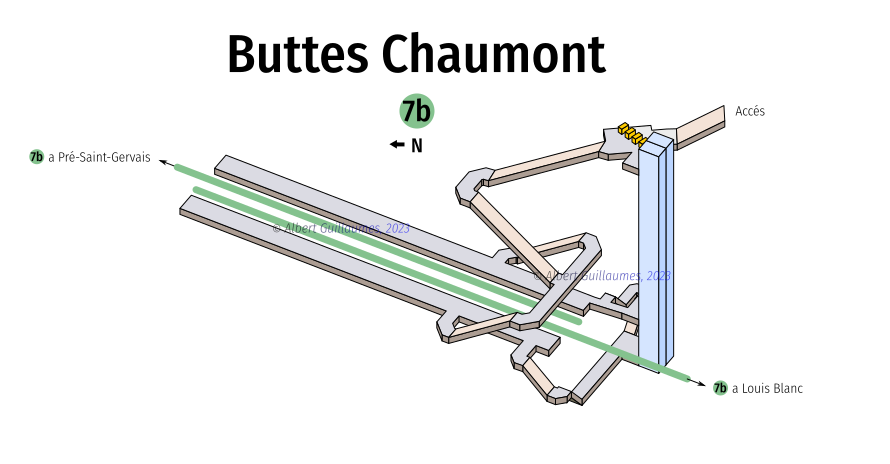 Buttes Chaumont
7b
N
Accés
7b a Pré-Saint-Gervais
© Albert Guillaumes, 2023
© Albert Guillaumes, 2023
7b a Louis Blanc